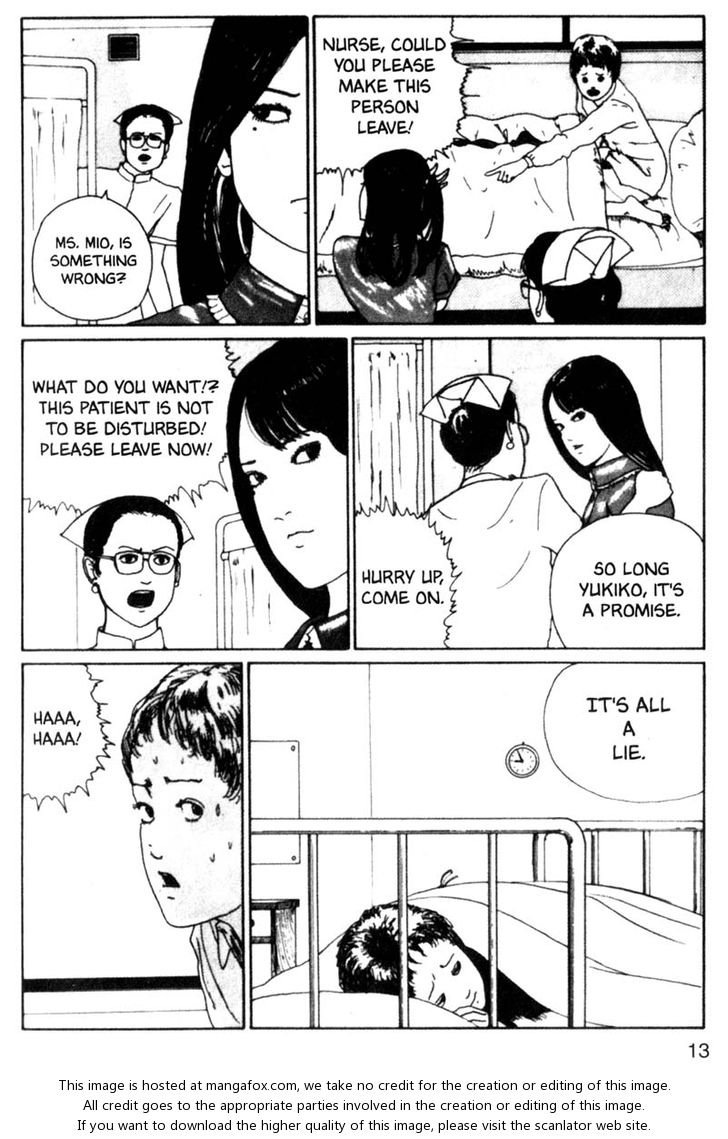 MS. MIO, IS
SOMETHING
WRONG?
NURSE, COULD
YOU PLEASE
MAKE THIS
PERSON
LEAVE!
WHAT DO YOU WANT!?
THIS PATIENT IS NOT
TO BE DISTURBED!
PLEASE LEAVE NOW!
HURRY UP,
COME ON.
SO LONG
YUKIKO, IT'S
A PROMISE.
HAAA,
HAAA!
IT'S ALL
A
LIE.
13
This image is hosted at mangafox.com, we take no credit for the creation or editing of this image.
All credit goes to the appropriate parties involved in the creation or editing of this image.
If you want to download the higher quality of this image, please visit the scanlator web site.